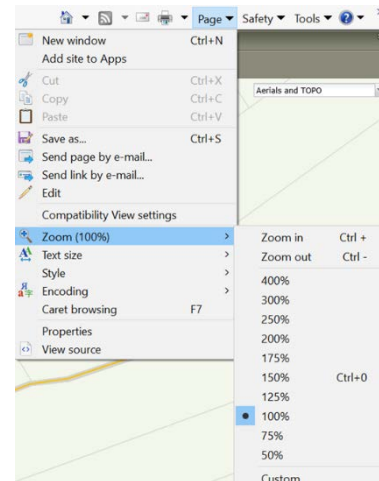 Page Safety Tools
New window Ctrl+N
Add site to Apps
Cut Ctrl+X
Copy Ctrl+C
Paste Ctrl+V
Save as... Ctrl+S
Send page by e-mail...
Send link by e-mail...
Edit
Compatibility View settings
Zoom (100%)
Text size
Style
Encoding
Caret browsing F7
Properties
View source
Aerials and TOPO
Zoom in Ctrl +
Zoom out Ctrl -
400%
300%
250%
200%
175%
150% Ctrl+0
125%
100%
75%
50%
Custom